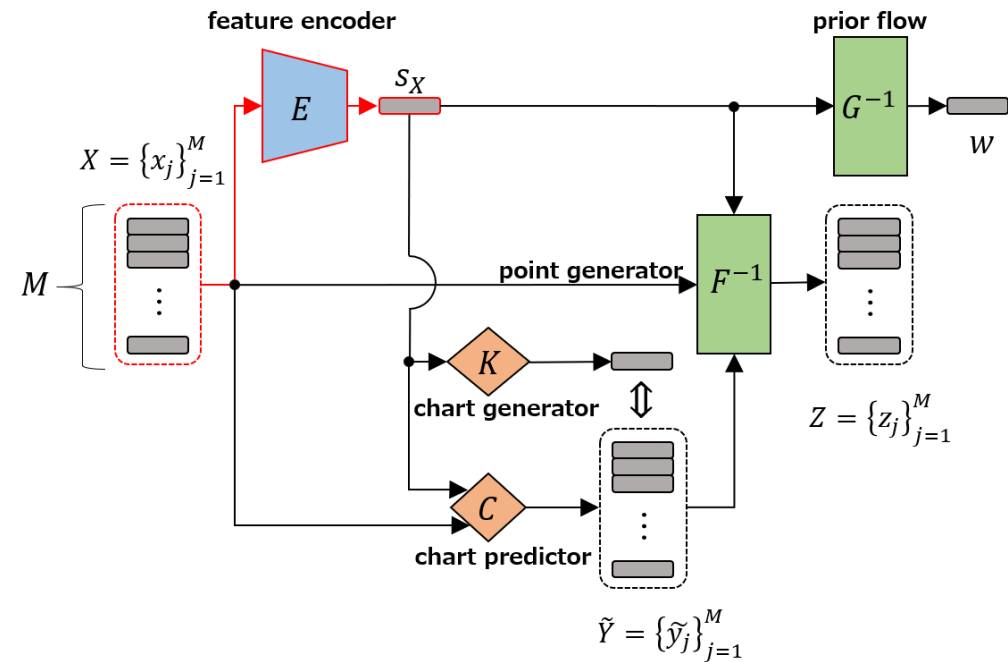 feature encoder
prior flow
E
s_X
G⁻¹
w
X = {x_j}_{j=1}^M
M
point generator
F⁻¹
K
chart generator
Z = {z_j}_{j=1}^M
C
chart predictor
Ỹ = {ỹ_j}_{j=1}^M